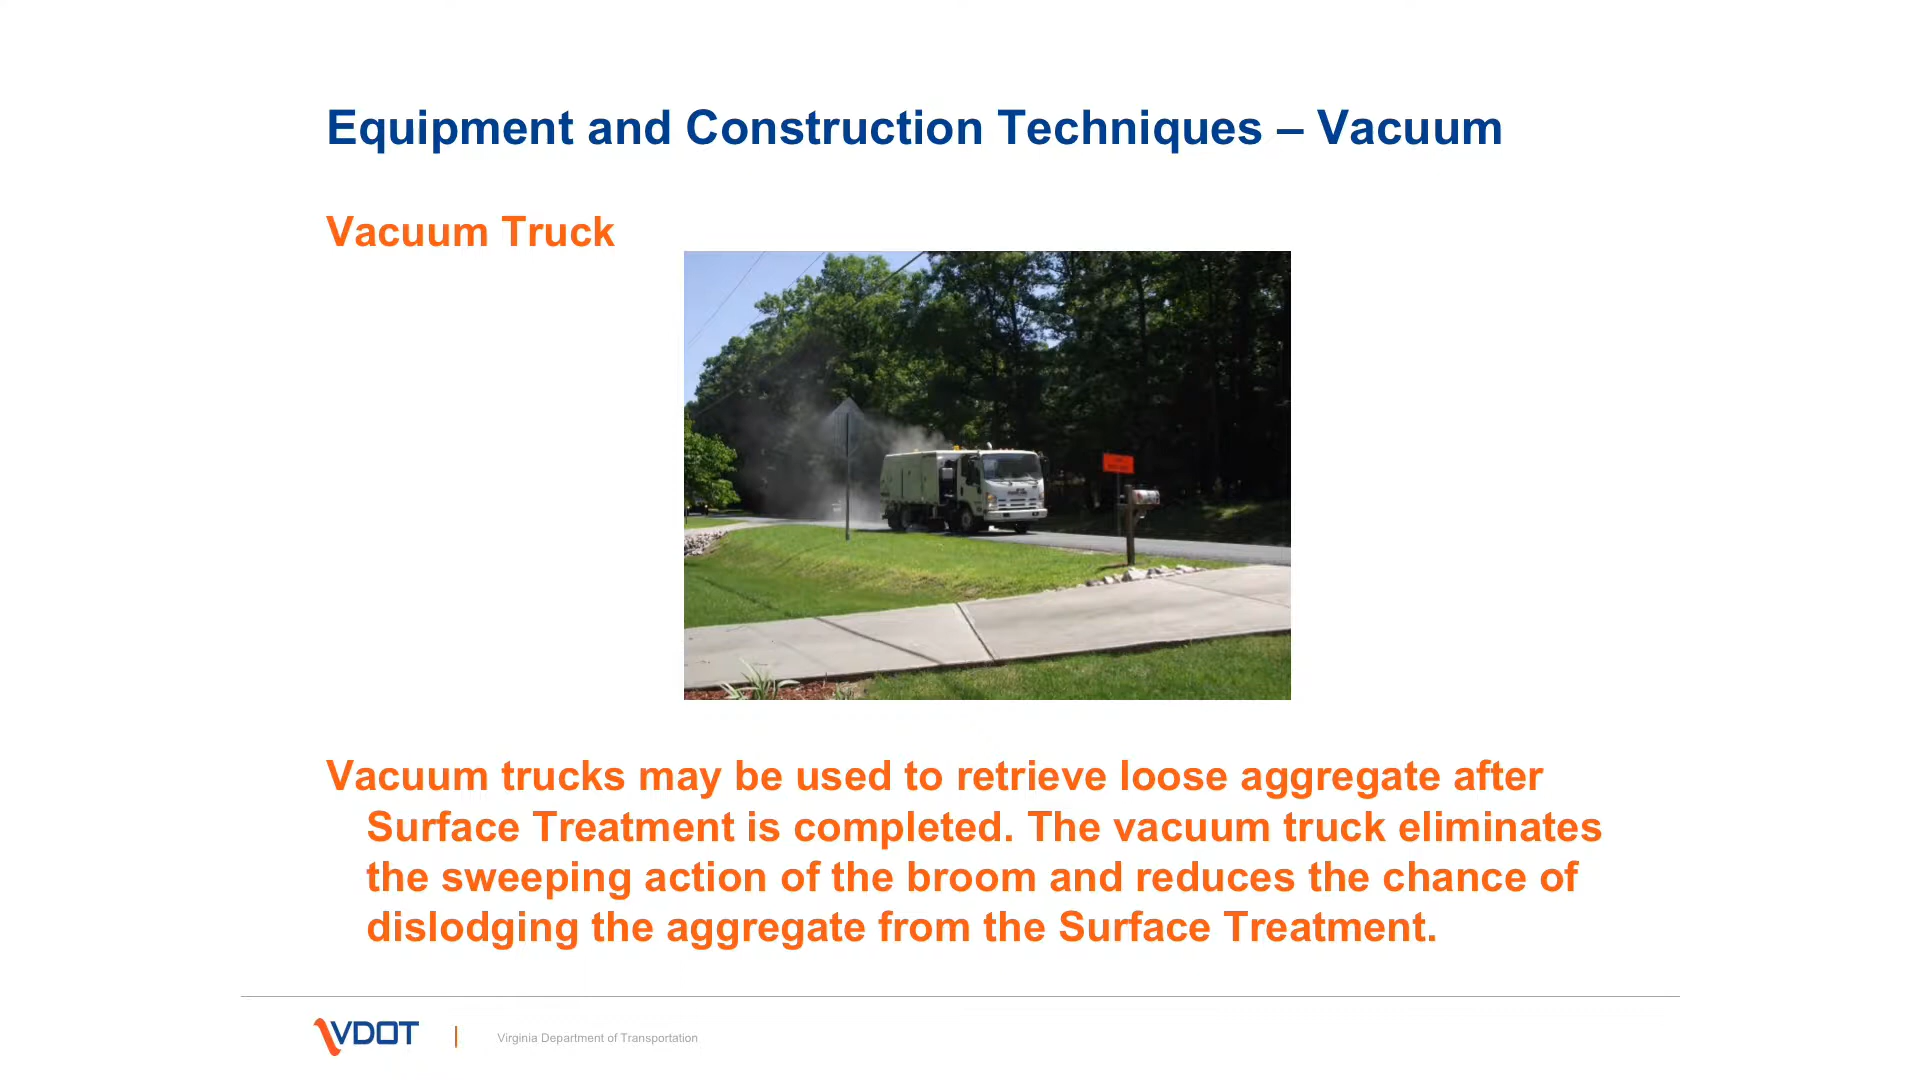 Equipment and Construction Techniques – Vacuum
Vacuum Truck
Vacuum trucks may be used to retrieve loose aggregate after
Surface Treatment is completed. The vacuum truck eliminates
the sweeping action of the broom and reduces the chance of
dislodging the aggregate from the Surface Treatment.
VDOT
Virginia Department of Transportation